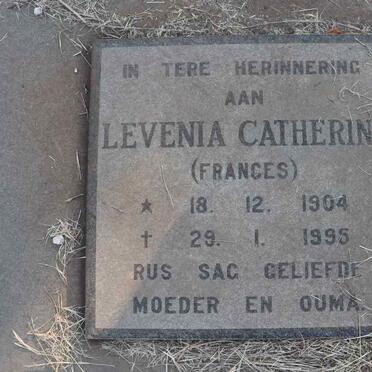 IN TERE HERINNERING
AAN
LEVENIA CATHERIN
(FRANCES)
★ 18. 12. 1904
† 29. 1. 1995
RUS SAG GELIEFDE
MOEDER EN OUMA.